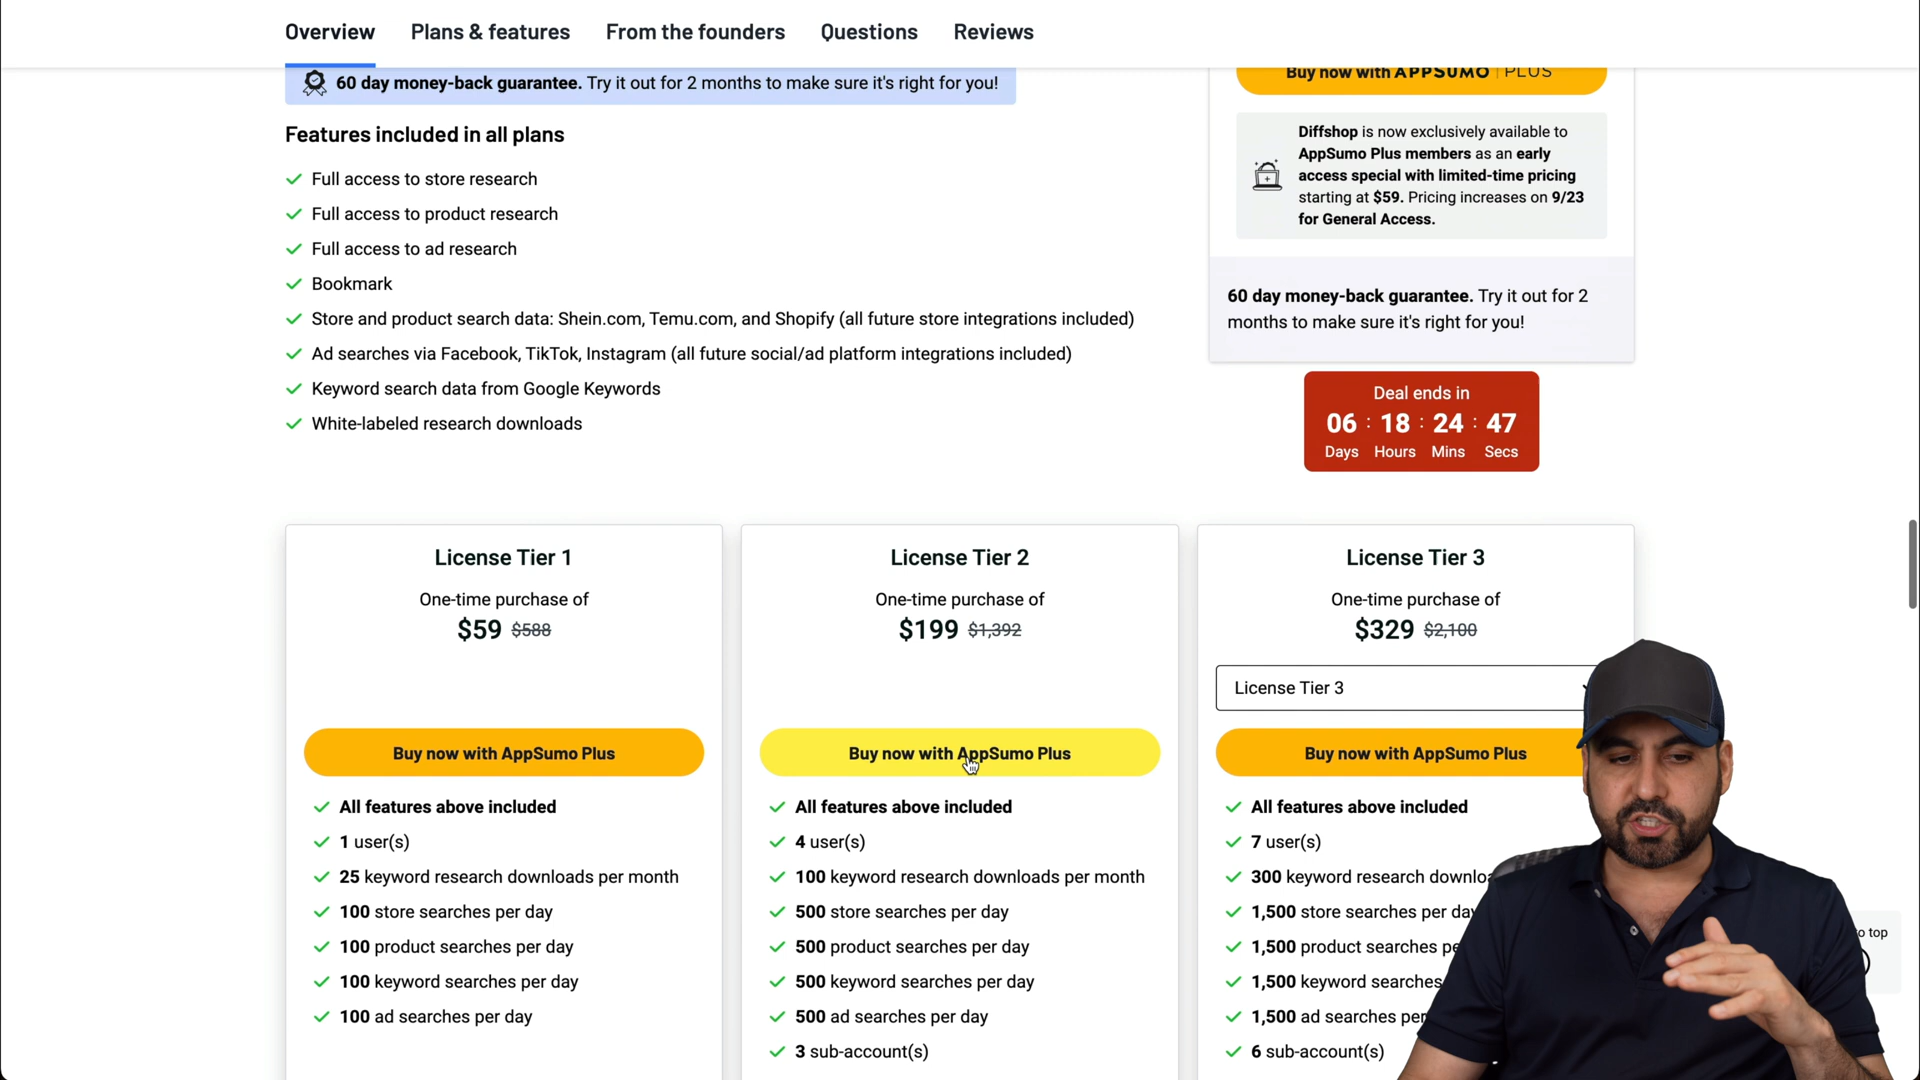 Overview Plans & features From the founders Questions Reviews
60 day money-back guarantee. Try it out for 2 months to make sure it's right for you!
Features included in all plans
Full access to store research
Full access to product research
Full access to ad research
Bookmark
Store and product search data: Shein.com, Temu.com, and Shopify (all future store integrations included)
Ad searches via Facebook, TikTok, Instagram (all future social/ad platform integrations included)
Keyword search data from Google Keywords
White-labeled research downloads
Buy now with APPSUMO | PLUS
Diffshop is now exclusively available to
AppSumo Plus members as an early
access special with limited-time pricing
starting at $59. Pricing increases on 9/23
for General Access.
60 day money-back guarantee. Try it out for 2
months to make sure it's right for you!
Deal ends in
06 : 18 : 24 : 47
Days Hours Mins Secs
License Tier 1
One-time purchase of
$59 $588
Buy now with AppSumo Plus
All features above included
1 user(s)
25 keyword research downloads per month
100 store searches per day
100 product searches per day
100 keyword searches per day
100 ad searches per day
License Tier 2
One-time purchase of
$199 $1,392
Buy now with AppSumo Plus
All features above included
4 user(s)
100 keyword research downloads per month
500 store searches per day
500 product searches per day
500 keyword searches per day
500 ad searches per day
3 sub-account(s)
License Tier 3
One-time purchase of
$329 $2,100
License Tier 3
Buy now with AppSumo Plus
All features above included
7 user(s)
300 keyword research
1,500 store searches per day
1,500 product searches
1,500 keyword searches
1,500 ad searches per
6 sub-account(s)
to top